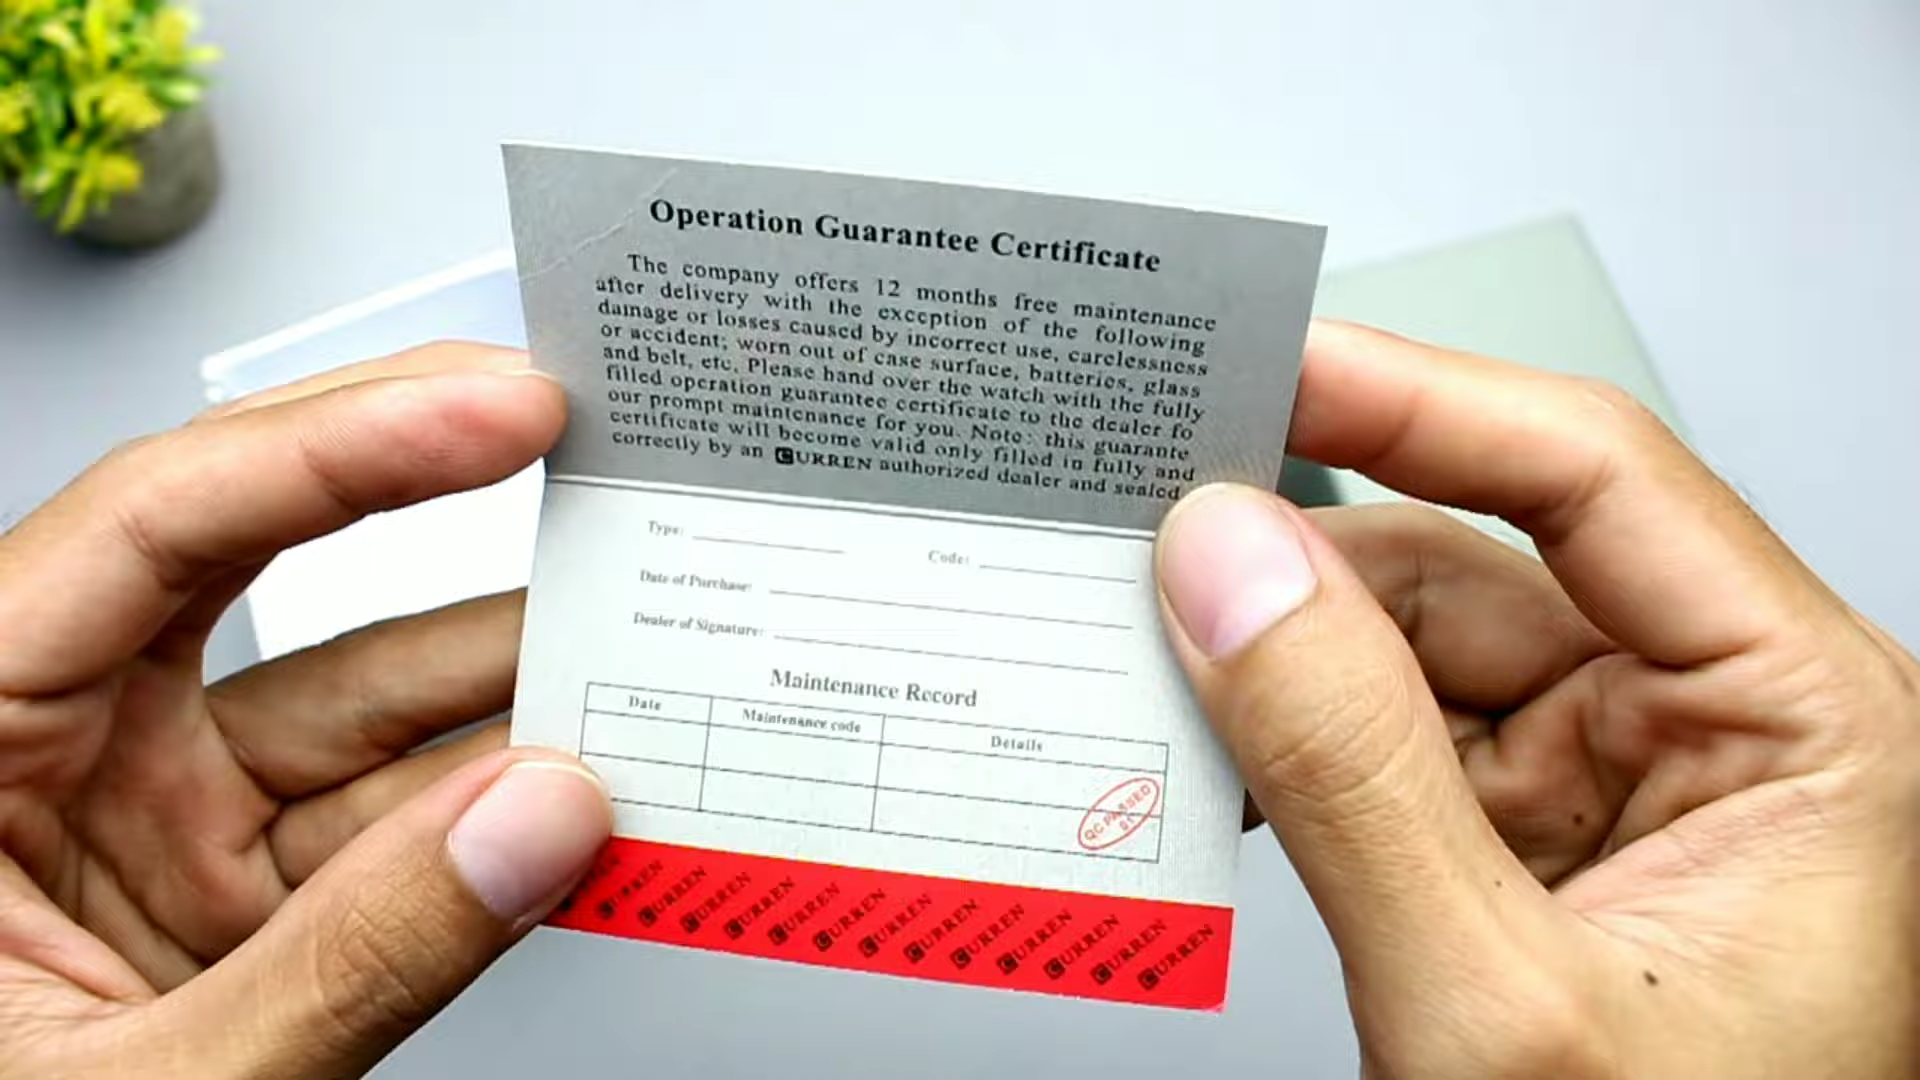 Operation Guarantee Certificate
The company offers 12 months free maintenance
after delivery with the exception of the following
damage or losses caused by incorrect use, carelessness
or accident; worn out of case surface, batteries, glass
and belt, etc. Please hand over the watch with the fully
filled operation guarantee certificate to the dealer fo
our prompt maintenance for you. Note: this guarante
certificate will become valid only filled in fully and
correctly by an CURREN authorized dealer and sealed
Type: Code:
Date of Purchase:
Dealer of Signature:
Maintenance Record
Date Maintenance code Details
QC PASSED
CURREN CURREN CURREN CURREN CURREN CURREN CURREN CURREN CURREN CURREN CURREN CURREN CURREN